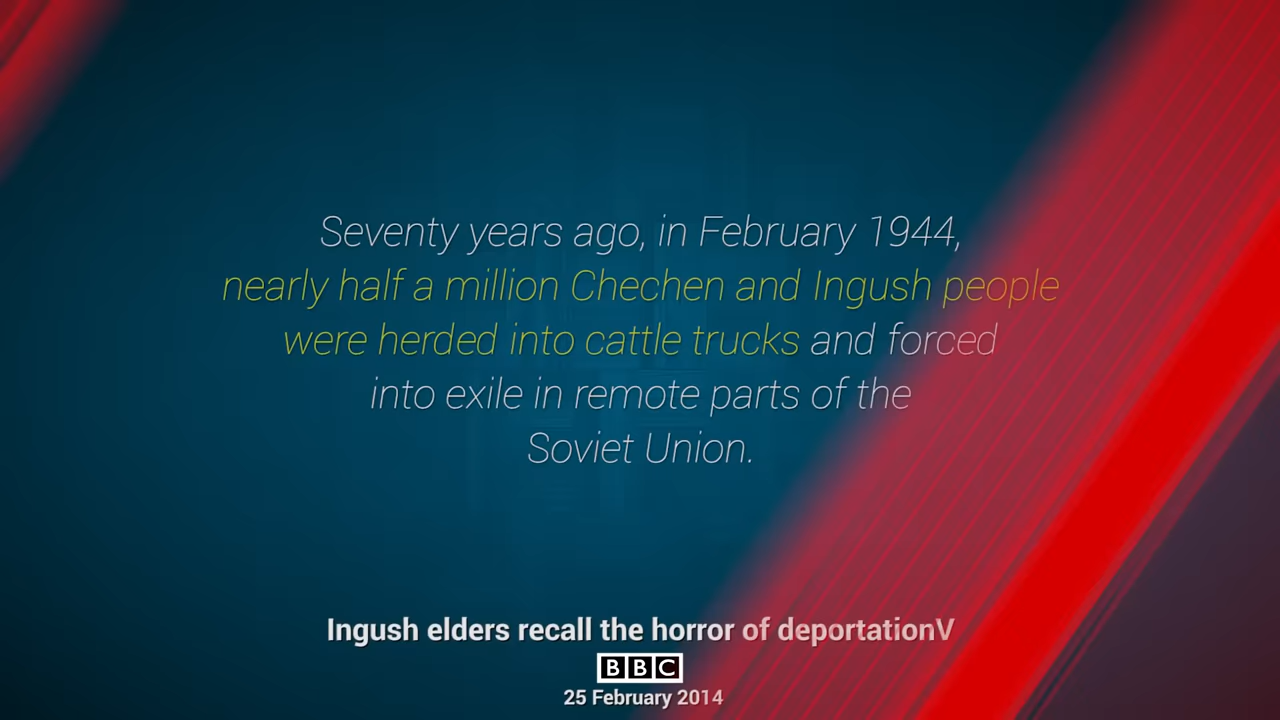 Seventy years ago, in February 1944,
nearly half a million Chechen and Ingush people
were herded into cattle trucks and forced
into exile in remote parts of the
Soviet Union.
Ingush elders recall the horror of deportationV
BBC
25 February 2014